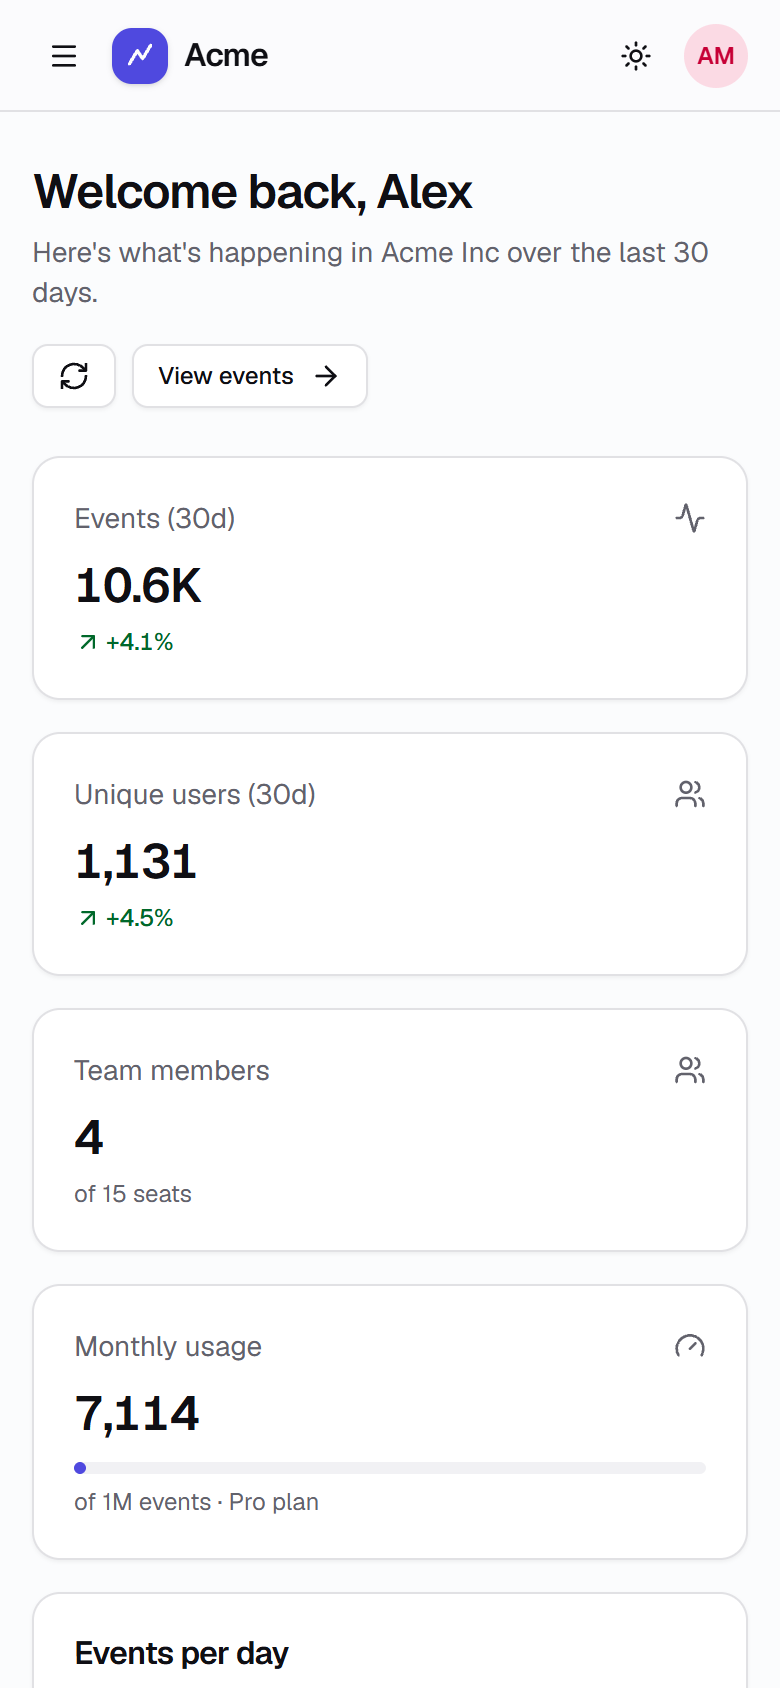 Acme
AM
Welcome back, Alex
Here's what's happening in Acme Inc over the last 30
days.
View events
Events (30d)
10.6K
+4.1%
Unique users (30d)
1,131
+4.5%
Team members
4
of 15 seats
Monthly usage
7,114
of 1M events · Pro plan
Events per day